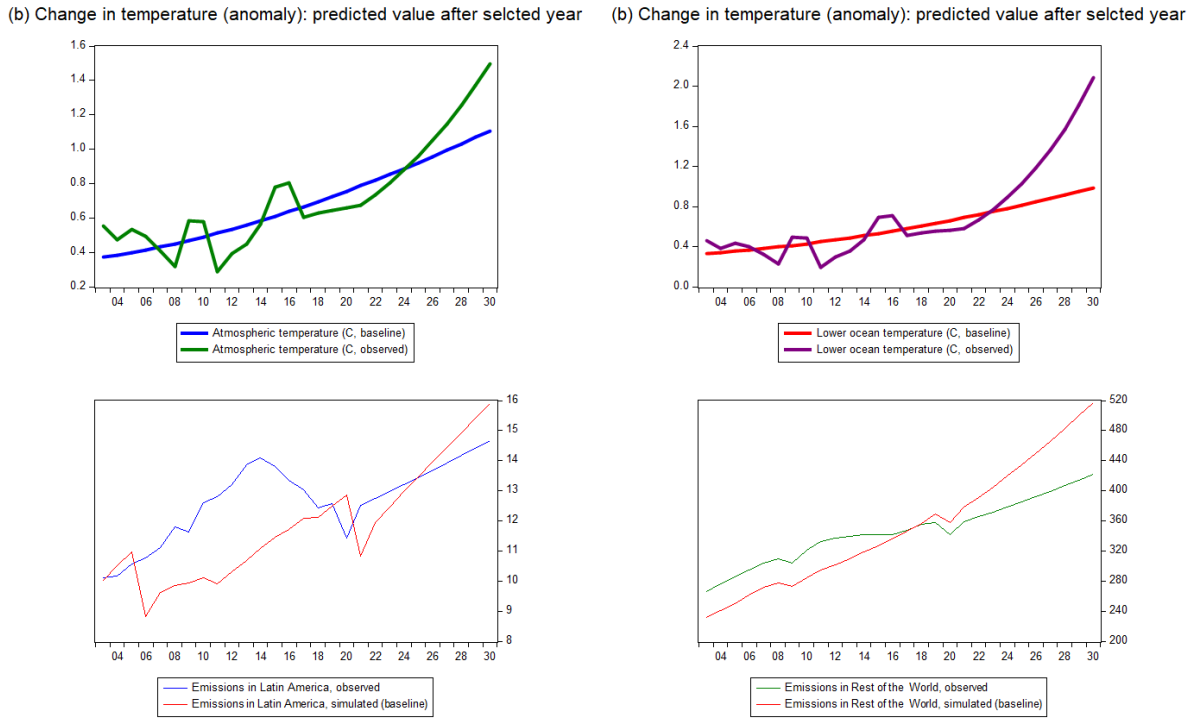 (b) Change in temperature (anomaly): predicted value after selcted year
1.6
1.4
1.2
1.0
0.8
0.6
0.4
0.2
04 06 08 10 12 14 16 18 20 22 24 26 28 30
Atmospheric temperature (C, baseline)
Atmospheric temperature (C, observed)
(b) Change in temperature (anomaly): predicted value after selcted year
2.4
2.0
1.6
1.2
0.8
0.4
0.0
04 06 08 10 12 14 16 18 20 22 24 26 28 30
Lower ocean temperature (C, baseline)
Lower ocean temperature (C, observed)
16
15
14
13
12
11
10
9
8
04 06 08 10 12 14 16 18 20 22 24 26 28 30
Emissions in Latin America, observed
Emissions in Latin America, simulated (baseline)
520
480
440
400
360
320
280
240
200
04 06 08 10 12 14 16 18 20 22 24 26 28 30
Emissions in Rest of the World, observed
Emissions in Rest of the World, simulated (baseline)